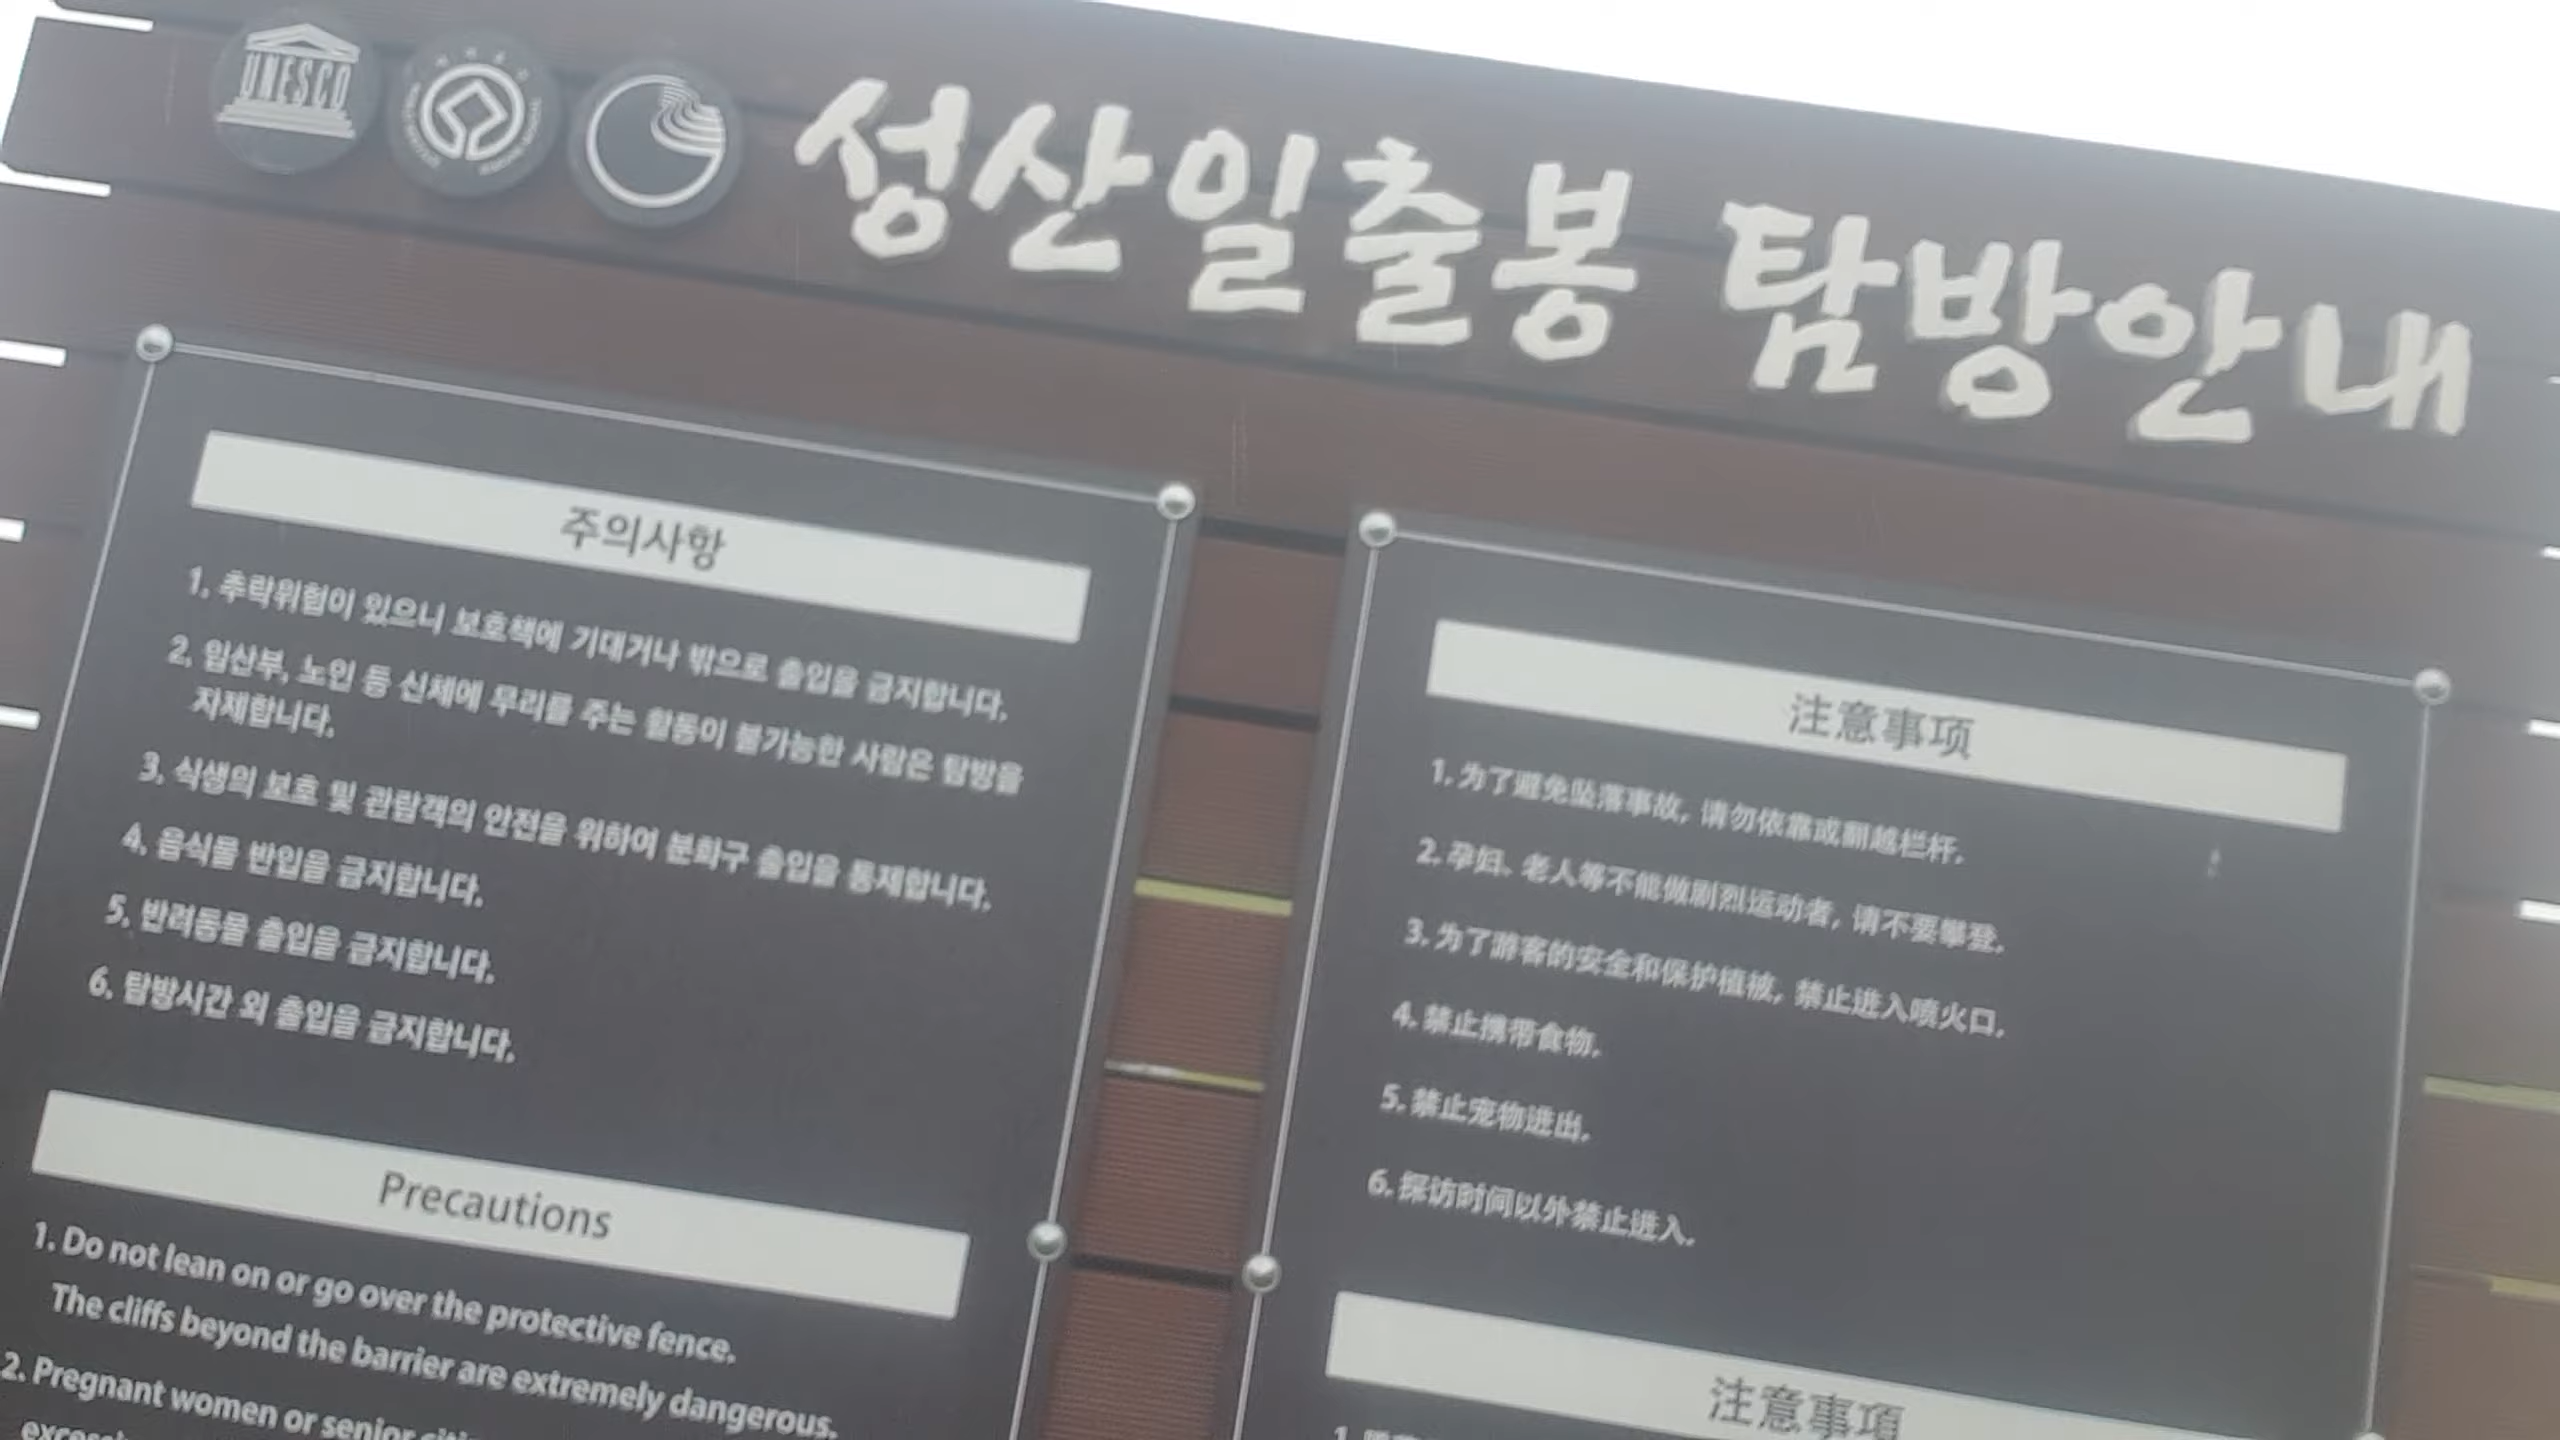 UNESCO
성산일출봉 탐방안내
주의사항
1. 추락위험이 있으니 보호책에 기대거나 밖으로 출입을 금지합니다.
2. 임산부, 노인 등 신체에 무리를 주는 활동이 불가능한 사람은 탐방을
자제합니다.
3. 식생의 보호 및 관람객의 안전을 위하여 분화구 출입을 통제합니다.
4. 음식물 반입을 금지합니다.
5. 반려동물 출입을 금지합니다.
6. 탐방시간 외 출입을 금지합니다.
Precautions
1. Do not lean on or go over the protective fence.
The cliffs beyond the barrier are extremely dangerous.
2. Pregnant women or senior
注意事项
1. 为了避免坠落事故, 请勿依靠或翻越栏杆.
2. 孕妇、老人等不能做剧烈运动者, 请不要攀登.
3. 为了游客的安全和保护植被, 禁止进入喷火口.
4. 禁止携带食物.
5. 禁止宠物进出.
6. 探访时间以外禁止进入.
注意事項
1.